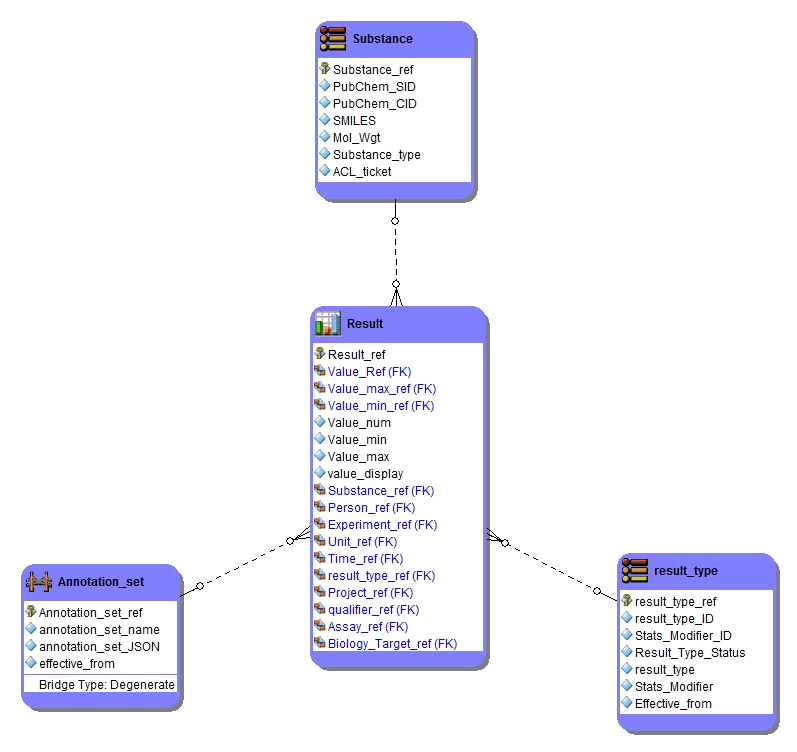 Substance
Substance_ref
PubChem_SID
PubChem_CID
SMILES
Mol_Wgt
Substance_type
ACL_ticket
Result
Result_ref
Value_Ref (FK)
Value_max_ref (FK)
Value_min_ref (FK)
Value_num
Value_min
Value_max
value_display
Substance_ref (FK)
Person_ref (FK)
Experiment_ref (FK)
Unit_ref (FK)
Time_ref (FK)
result_type_ref (FK)
Project_ref (FK)
qualifier_ref (FK)
Assay_ref (FK)
Biology_Target_ref (FK)
Annotation_set
Annotation_set_ref
annotation_set_name
annotation_set_JSON
effective_from
Bridge Type: Degenerate
result_type
result_type_ref
result_type_ID
Stats_Modifier_ID
Result_Type_Status
result_type
Stats_Modifier
Effective_from